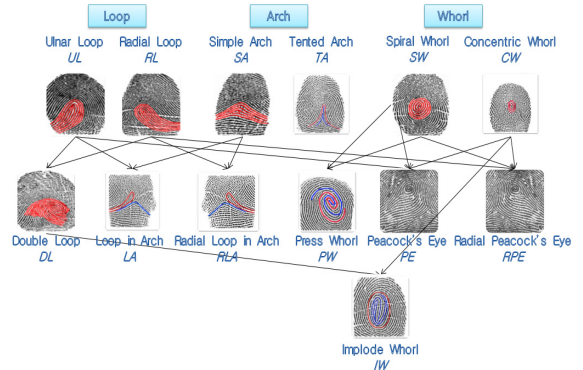 Loop
Arch
Whorl
Ulnar Loop
UL
Radial Loop
RL
Simple Arch
SA
Tented Arch
TA
Spiral Whorl
SW
Concentric Whorl
CW
Double Loop
DL
Loop in Arch
LA
Radial Loop in Arch
RLA
Press Whorl
PW
Peacock's Eye
PE
Radial Peacock's Eye
RPE
Implode Whorl
IW